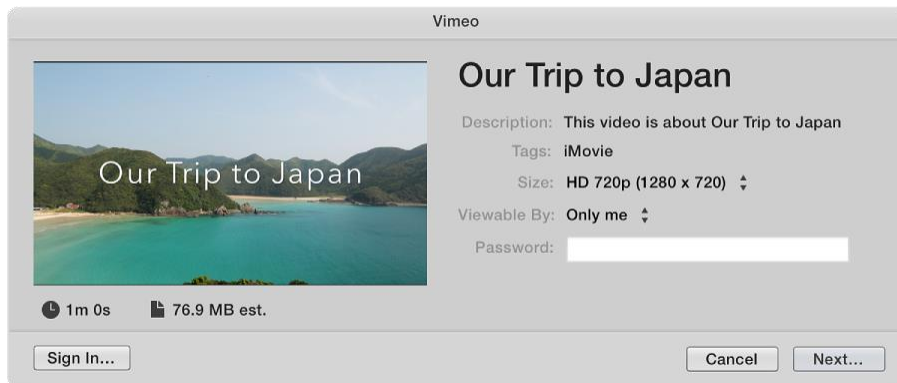 Vimeo
Our Trip to Japan
Our Trip to Japan
Description: This video is about Our Trip to Japan
Tags: iMovie
Size: HD 720p (1280 x 720)
Viewable By: Only me
Password:
1m 0s 76.9 MB est.
Sign In... Cancel Next...